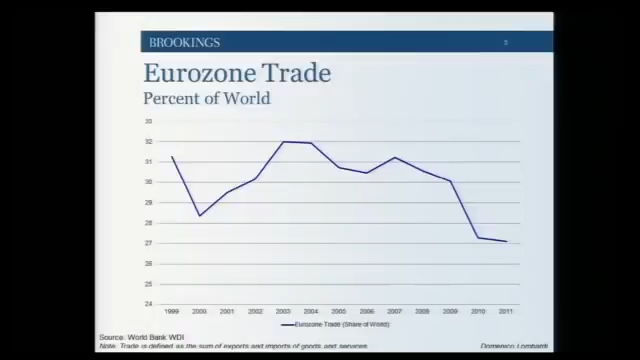 BROOKINGS
Eurozone Trade
Percent of World
33
32
31
30
29
28
27
26
25
24
1999 2000 2001 2002 2003 2004 2005 2006 2007 2008 2009 2010 2011
Eurozone Trade (Share of World)
Source: World Bank WDI
Note: Trade is defined as the sum of exports and imports of goods and services.
Domenico Lombardi